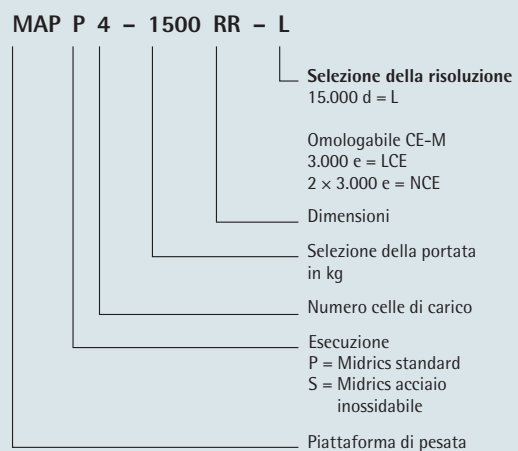 MAP P 4 – 1500 RR – L
Selezione della risoluzione
15.000 d = L
Omologabile CE-M
3.000 e = LCE
2 × 3.000 e = NCE
Dimensioni
Selezione della portata
in kg
Numero celle di carico
Esecuzione
P = Midrics standard
S = Midrics acciaio
inossidabile
Piattaforma di pesata